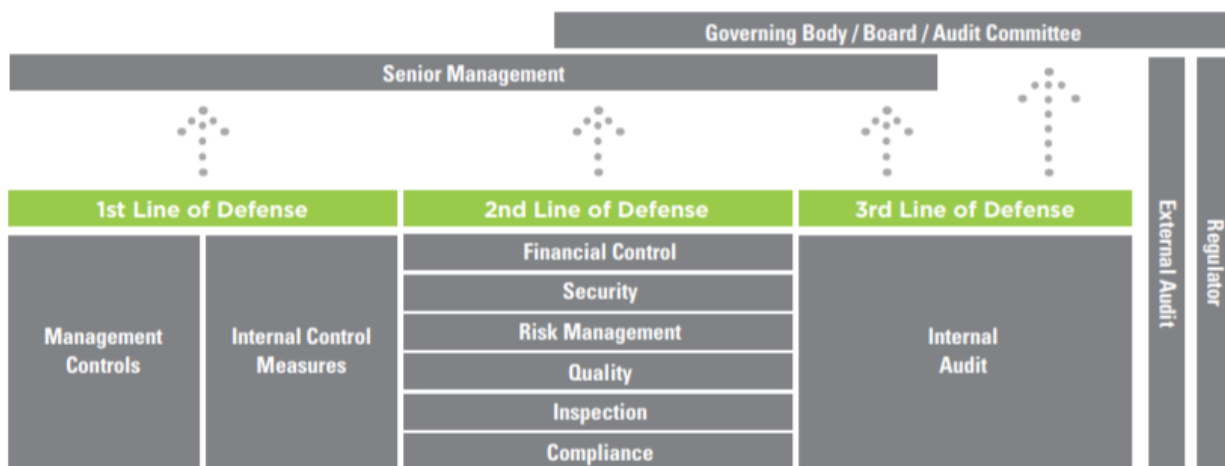 Governing Body / Board / Audit Committee
Senior Management
1st Line of Defense
2nd Line of Defense
3rd Line of Defense
Management
Controls
Internal Control
Measures
Financial Control
Security
Risk Management
Quality
Inspection
Compliance
Internal
Audit
External Audit
Regulator